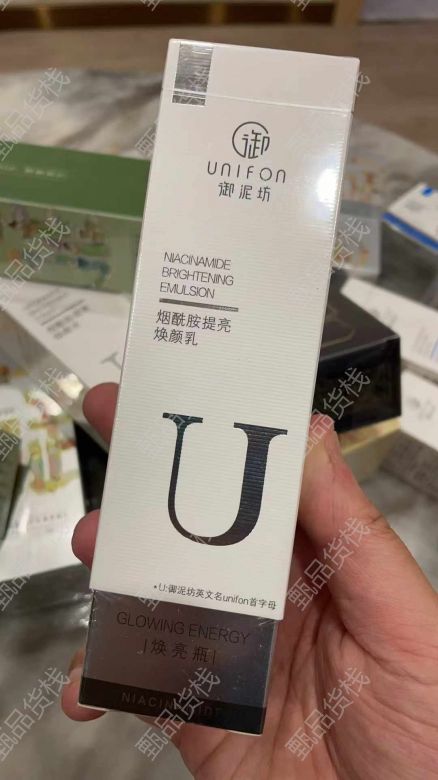 御
UNIFON
御泥坊
NIACINAMIDE
BRIGHTENING
EMULSION
烟酰胺提亮
焕颜乳
U
*U:御泥坊英文名unifon首字母
GLOWING ENERGY
|焕亮瓶|
甄品货栈